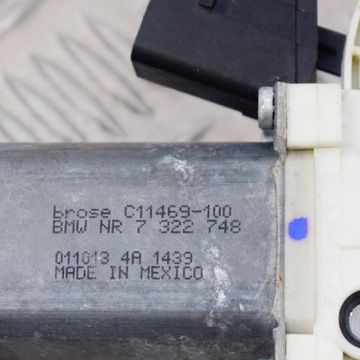 brose C11469-100
BMW NR 7 322 748
011013 4A 1439
MADE IN MEXICO